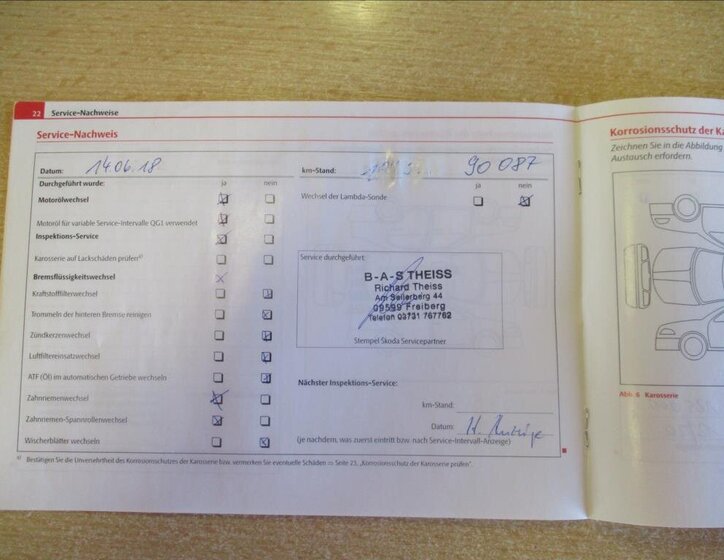 22 Service-Nachweise
Service-Nachweis
Datum: 14.06.18
Durchgeführt wurde: ja nein
Motorölwechsel
Motoröl für variable Service-Intervalle QG1 verwendet
Inspektions-Service
Karosserie auf Lackschäden prüfen a)
Bremsflüssigkeitswechsel
Kraftstofffilterwechsel
Trommeln der hinteren Bremse reinigen
Zündkerzenwechsel
Luftfiltereinsatzwechsel
ATF (Öl) im automatischen Getriebe wechseln
Zahnriemenwechsel
Zahnriemen-Spannrollenwechsel
Wischerblätter wechseln
km-Stand: 90 087
ja nein
Wechsel der Lambda-Sonde
Service durchgeführt:
B-A-S THEISS
Richard Theiss
Am Seilerberg 44
09599 Freiberg
Telefon 03731 767762
Stempel Škoda Servicepartner
Nächster Inspektions-Service:
km-Stand:
Datum:
(je nachdem, was zuerst eintritt bzw. nach Service-Intervall-Anzeige)
a) Bestätigen Sie die Unversehrtheit des Korrosionsschutzes der Karosserie bzw. vermerken Sie eventuelle Schäden ⇒ Seite 23, „Korrosionsschutz der Karosserie prüfen".
Korrosionsschutz der Ka
Zeichnen Sie in die Abbildung
Austausch erfordern.
Abb. 6 Karosserie